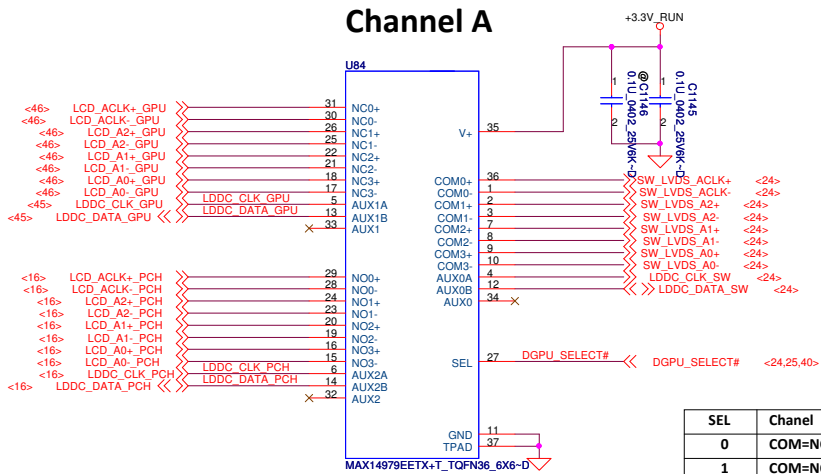 Channel A
+3.3V_RUN
U84
C1145
0.1U_0402_25V6K~D
@C1146
0.1U_0402_25V6K~D
1
2
1
2
<46> LCD_ACLK+_GPU 31 NC0+
<46> LCD_ACLK-_GPU 30 NC0-
<46> LCD_A2+_GPU 26 NC1+
<46> LCD_A2-_GPU 25 NC1-
<46> LCD_A1+_GPU 22 NC2+
<46> LCD_A1-_GPU 21 NC2-
<46> LCD_A0+_GPU 18 NC3+
<46> LCD_A0-_GPU 17 NC3-
<45> LDDC_CLK_GPU LDDC_CLK_GPU 5 AUX1A
<45> LDDC_DATA_GPU LDDC_DATA_GPU 13 AUX1B
33 AUX1
V+ 35
COM0+ 36 SW_LVDS_ACLK+ <24>
COM0- 1 SW_LVDS_ACLK- <24>
COM1+ 2 SW_LVDS_A2+ <24>
COM1- 3 SW_LVDS_A2- <24>
COM2+ 7 SW_LVDS_A1+ <24>
COM2- 8 SW_LVDS_A1- <24>
COM3+ 9 SW_LVDS_A0+ <24>
COM3- 10 SW_LVDS_A0- <24>
AUX0A 4 LDDC_CLK_SW <24>
AUX0B 12 LDDC_DATA_SW <24>
AUX0 34
<16> LCD_ACLK+_PCH 29 NO0+
<16> LCD_ACLK-_PCH 28 NO0-
<16> LCD_A2+_PCH 24 NO1+
<16> LCD_A2-_PCH 23 NO1-
<16> LCD_A1+_PCH 20 NO2+
<16> LCD_A1-_PCH 19 NO2-
<16> LCD_A0+_PCH 16 NO3+
<16> LCD_A0-_PCH 15 NO3-
<16> LDDC_CLK_PCH LDDC_CLK_PCH 6 AUX2A
<16> LDDC_DATA_PCH LDDC_DATA_PCH 14 AUX2B
32 AUX2
SEL 27 DGPU_SELECT# DGPU_SELECT# <24,25,40>
GND 11
TPAD 37
MAX14979EETX+T_TQFN36_6X6~D
SEL Chanel
0
1